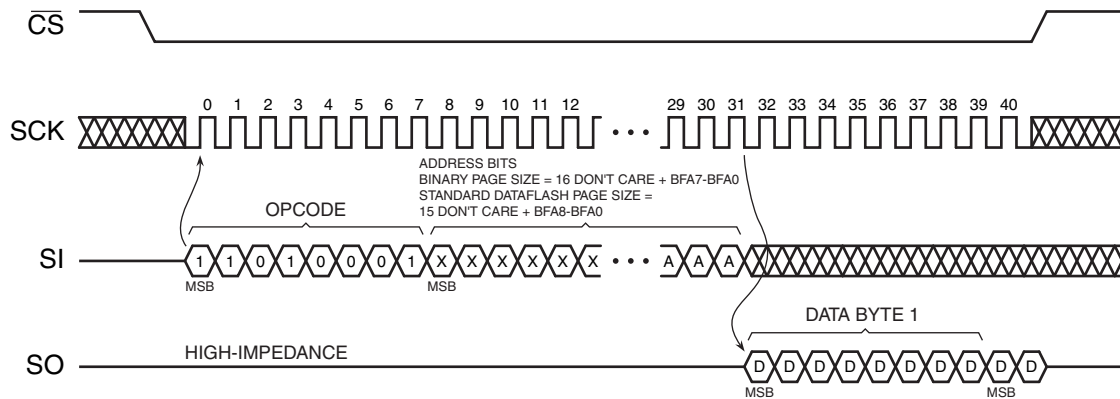 CS
0 1 2 3 4 5 6 7 8 9 10 11 12 29 30 31 32 33 34 35 36 37 38 39 40
SCK
ADDRESS BITS
BINARY PAGE SIZE = 16 DON'T CARE + BFA7-BFA0
STANDARD DATAFLASH PAGE SIZE =
15 DON'T CARE + BFA8-BFA0
OPCODE
SI 1 1 0 1 0 0 0 1 X X X X X X • • • A A A
MSB MSB
DATA BYTE 1
HIGH-IMPEDANCE
SO D D D D D D D D D D
MSB MSB